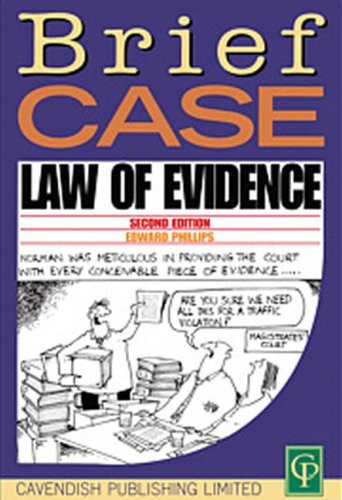 Brief
CASE
LAW OF EVIDENCE
SECOND EDITION
EDWARD PHILLIPS
NORMAN WAS METICULOUS IN PROVIDING THE COURT
WITH EVERY CONCEIVABLE PIECE OF EVIDENCE.....
ARE YOU SURE WE NEED
ALL THIS FOR A TRAFFIC
VIOLATION?
MAGISTRATES'
COURT
CP
CAVENDISH PUBLISHING LIMITED